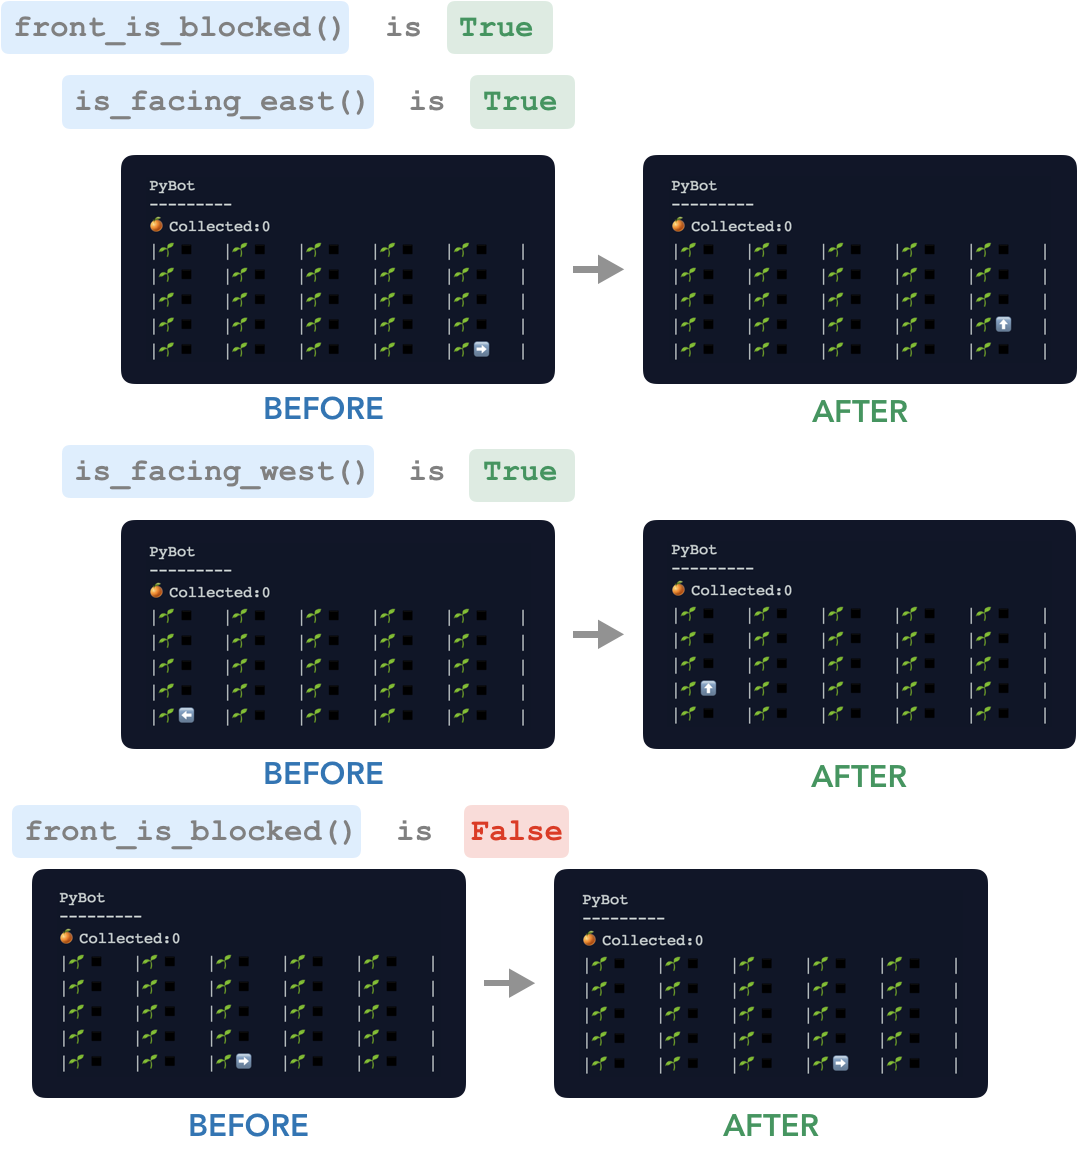 front_is_blocked() is True
is_facing_east() is True
PyBot PyBot
--------- ---------
Collected:0 Collected:0
| | | | | | | | | | | |
| | | | | | | | | | | |
| | | | | | | | | | | |
| | | | | | | | | | | |
| | | | | | | | | | | |
BEFORE AFTER
is_facing_west() is True
PyBot PyBot
--------- ---------
Collected:0 Collected:0
| | | | | | | | | | | |
| | | | | | | | | | | |
| | | | | | | | | | | |
| | | | | | | | | | | |
| | | | | | | | | | | |
BEFORE AFTER
front_is_blocked() is False
PyBot PyBot
--------- ---------
Collected:0 Collected:0
| | | | | | | | | | | |
| | | | | | | | | | | |
| | | | | | | | | | | |
| | | | | | | | | | | |
| | | | | | | | | | | |
BEFORE AFTER